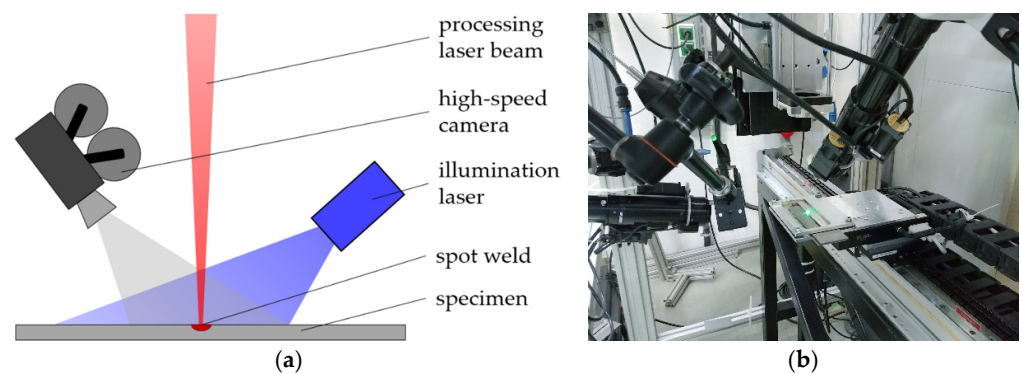 processing
laser beam
high-speed
camera
illumination
laser
spot weld
specimen
(a)
(b)